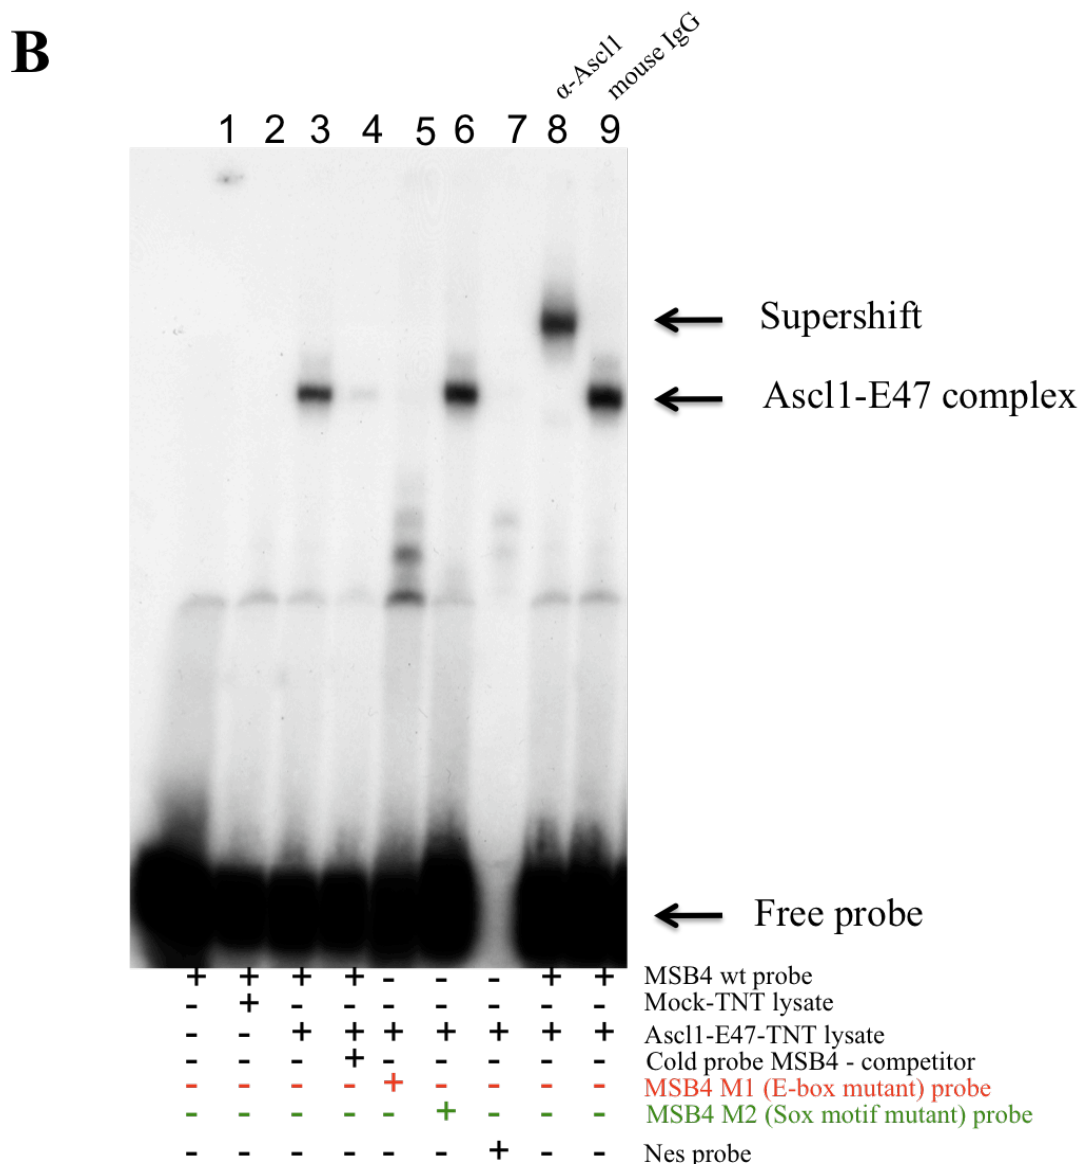 B
α-Ascl1
mouse IgG
1 2 3 4 5 6 7 8 9
Supershift
Ascl1-E47 complex
Free probe
+ + + + - - - + + MSB4 wt probe
- + - - - - - - - Mock-TNT lysate
- - + + + + + + + Ascl1-E47-TNT lysate
- - - + - - - - - Cold probe MSB4 - competitor
- - - - + - - - - MSB4 M1 (E-box mutant) probe
- - - - - + - - - MSB4 M2 (Sox motif mutant) probe
- - - - - - + - - Nes probe